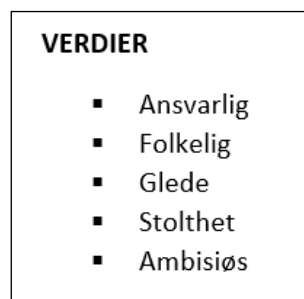 VERDIER
▪ Ansvarlig
▪ Folkelig
▪ Glede
▪ Stolthet
▪ Ambisiøs